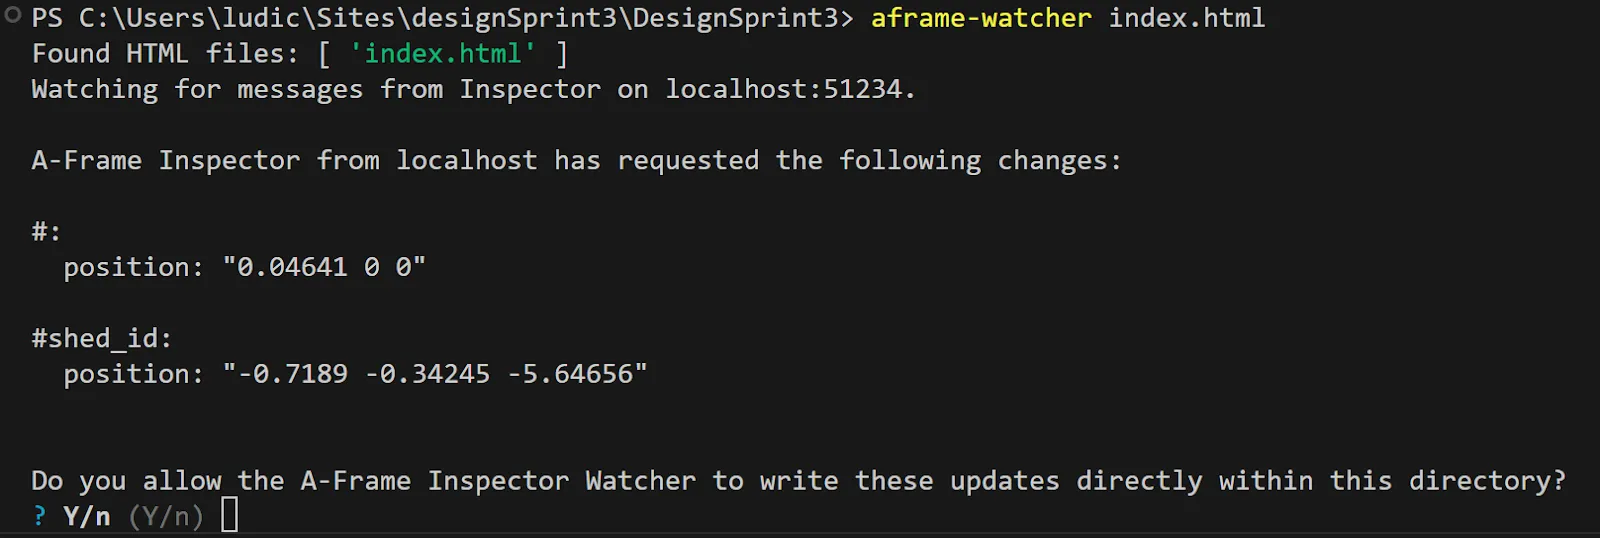 PS C:\Users\ludic\Sites\designSprint3\DesignSprint3> aframe-watcher index.html
Found HTML files: [ 'index.html' ]
Watching for messages from Inspector on localhost:51234.
A-Frame Inspector from localhost has requested the following changes:
#:
position: "0.04641 0 0"
#shed_id:
position: "-0.7189 -0.34245 -5.64656"
Do you allow the A-Frame Inspector Watcher to write these updates directly within this directory?
? Y/n (Y/n)